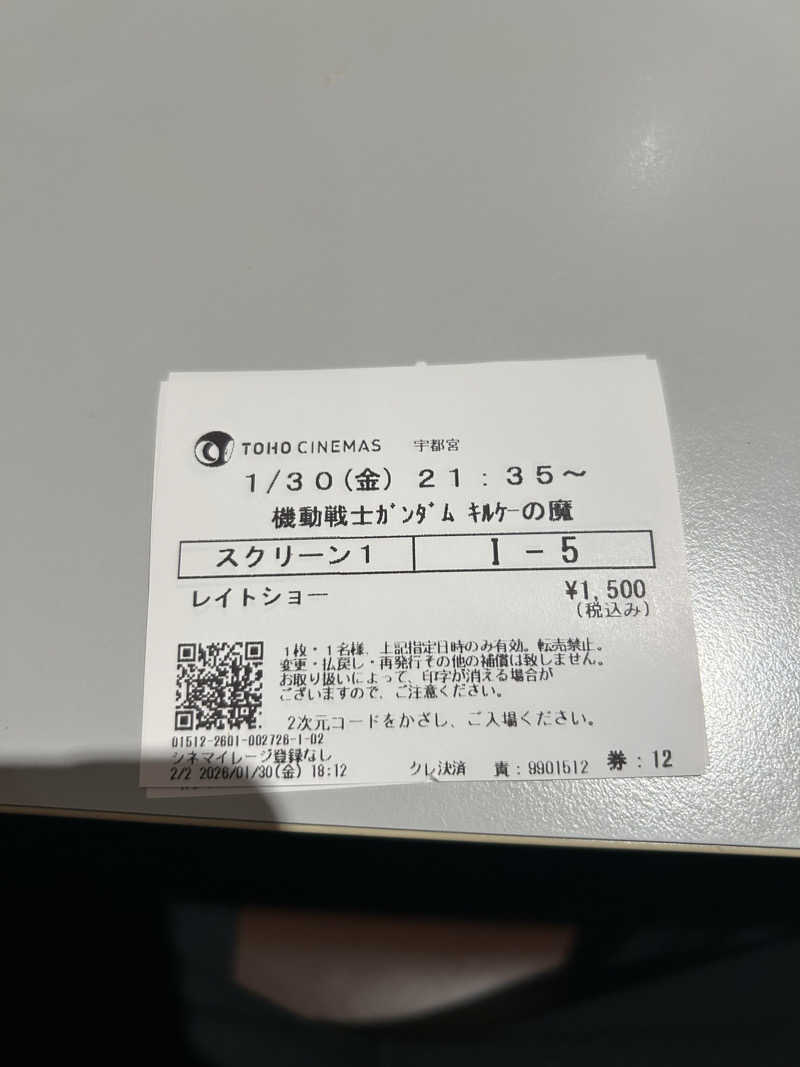 TOHO CINEMAS 宇都宮
1/30(金) 21:35～
機動戦士ｶﾞﾝﾀﾞﾑ ｷﾙｹｰの魔
スクリーン1 I-5
レイトショー ¥1,500
(税込み)
1枚・1名様、上記指定日時のみ有効。転売禁止。
変更・払戻し・再発行その他の補償は致しません。
お取り扱いによって、印字が消える場合が
ございますので、ご注意ください。
2次元コードをかざし、ご入場ください。
01512-2601-002726-1-02
シネマイレージ登録なし
2/2 2026/01/30(金) 18:12 クレ決済 責:9901512 券:12